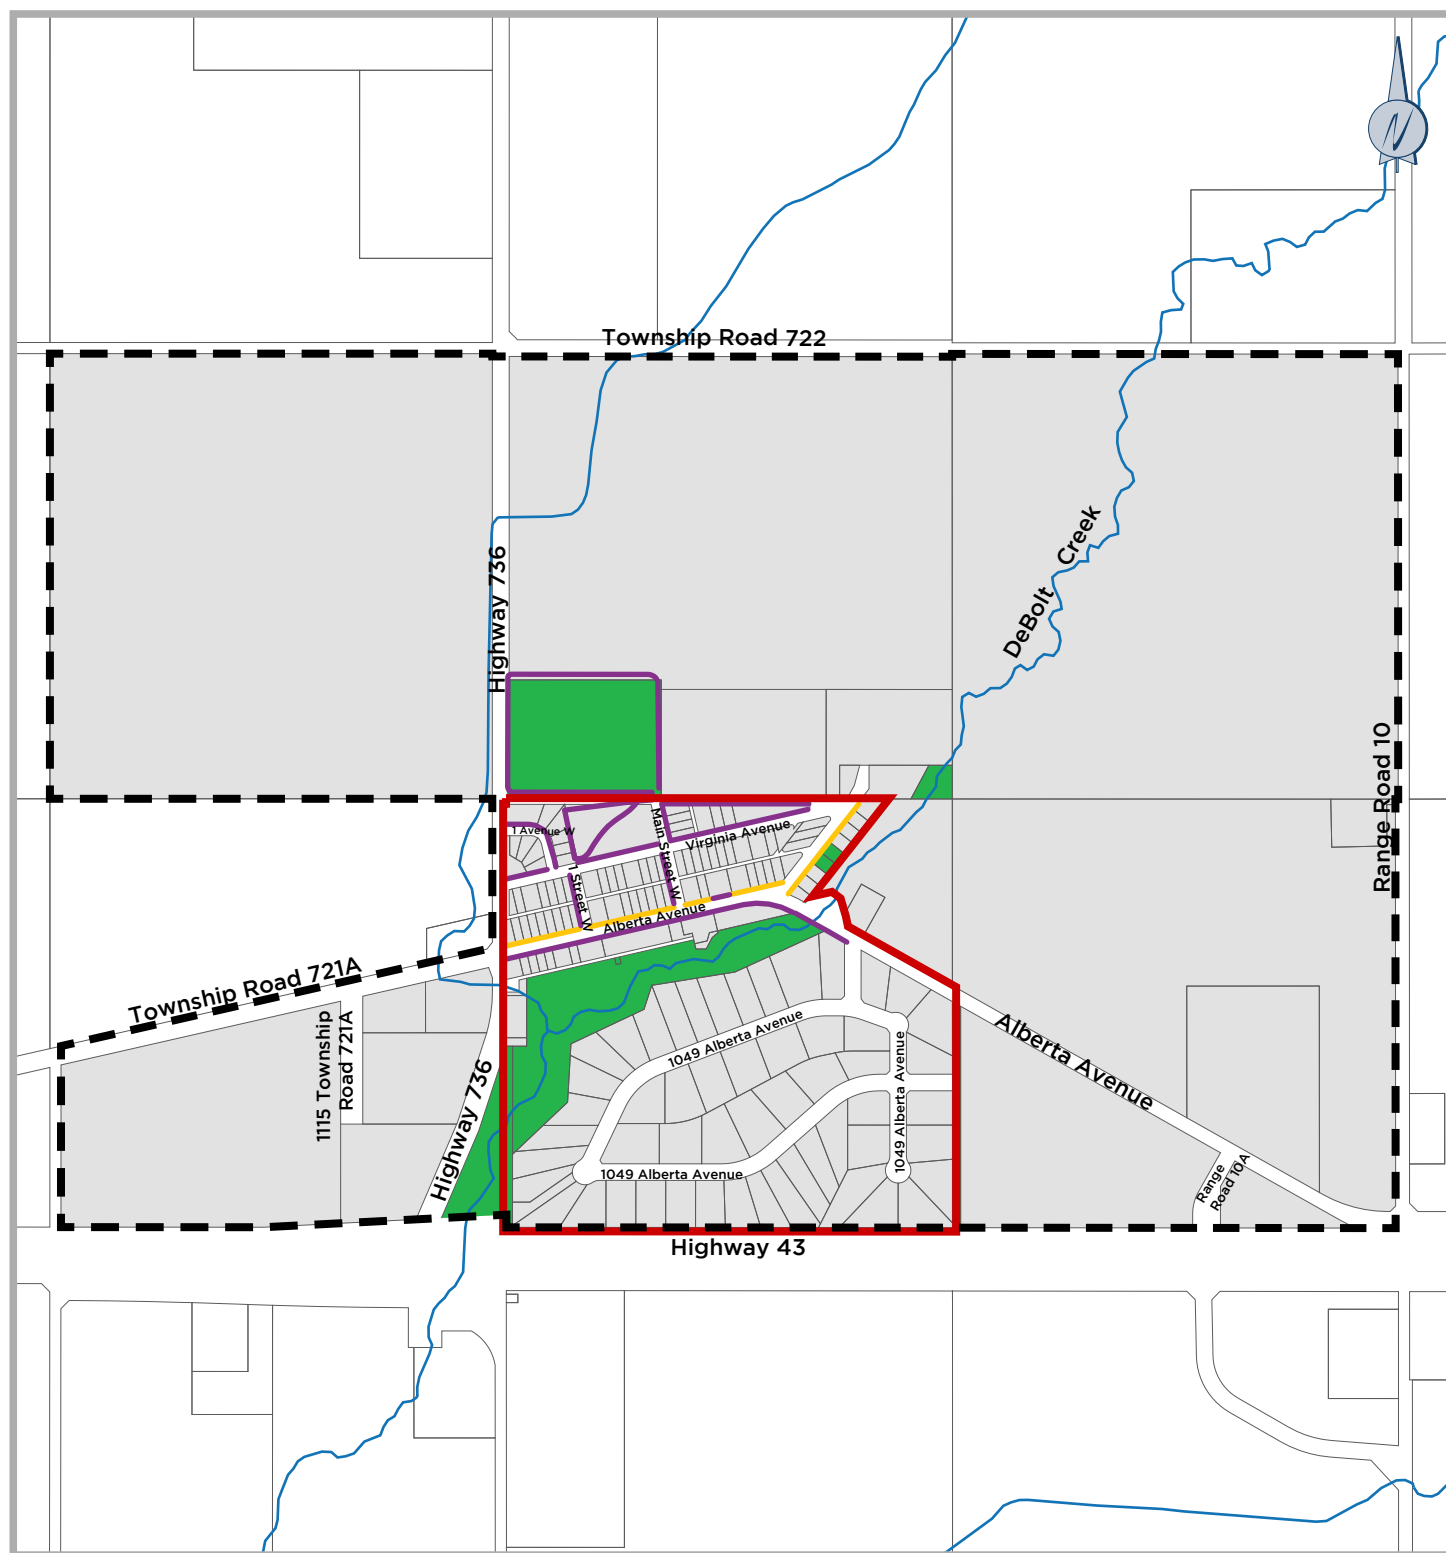 Township Road 722
Highway 736
DeBolt Creek
Range Road 10
1 Avenue W
Main Street W
Virginia Avenue
1 Street W
Alberta Avenue
Township Road 721A
1115 Township
Road 721A
Highway 736
1049 Alberta Avenue
1049 Alberta Avenue
1049 Alberta Avenue
Alberta Avenue
Range
Road 10A
Highway 43